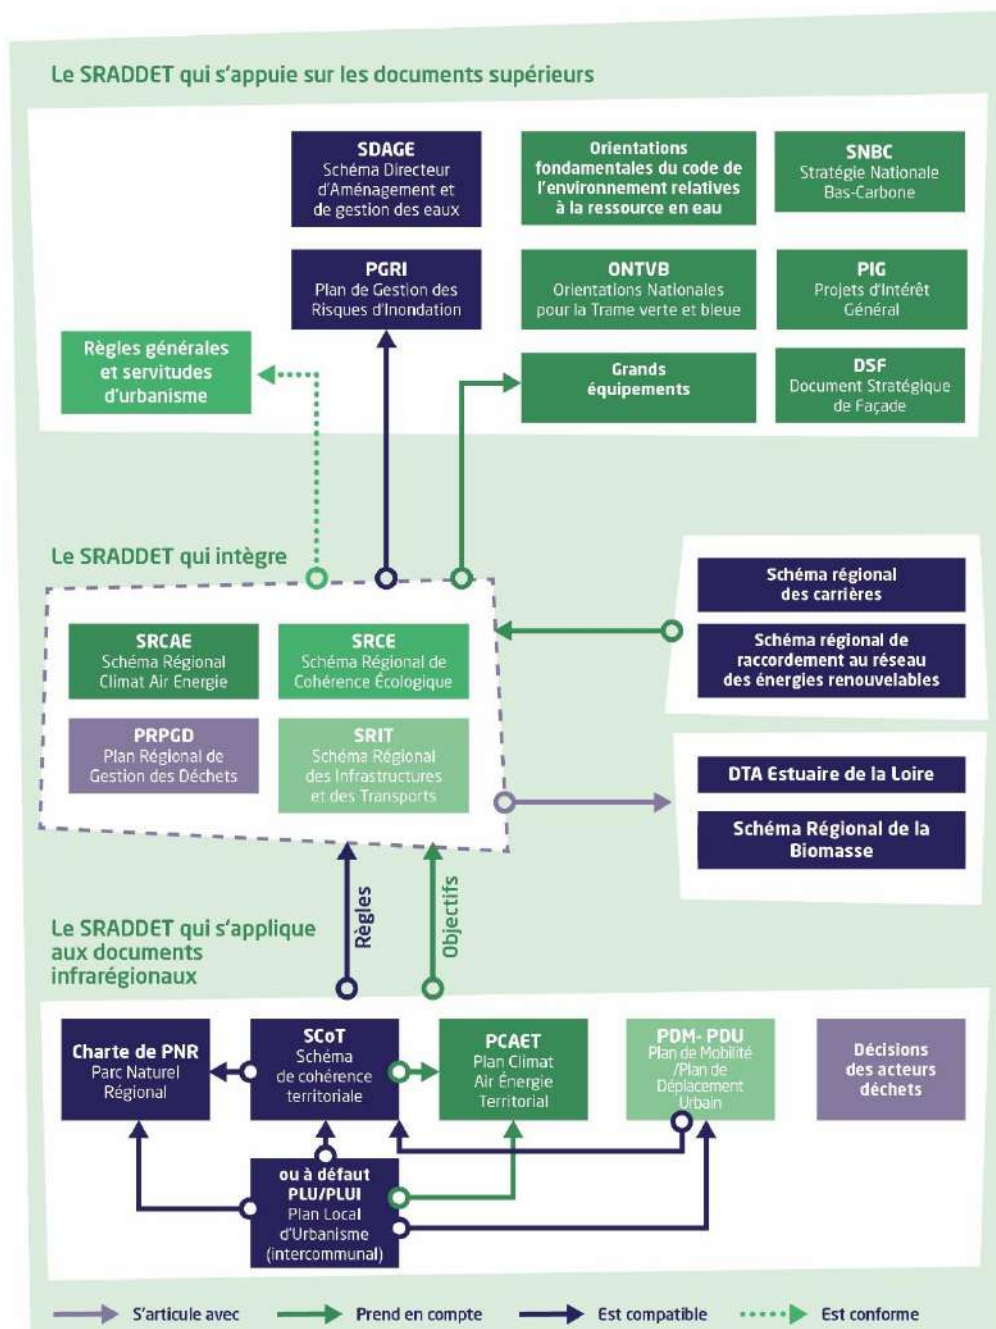 Le SRADDET qui s'appuie sur les documents supérieurs
SDAGE
Schéma Directeur
d'Aménagement et
de gestion des eaux
Orientations
fondamentales du code de
l'environnement relatives
à la ressource en eau
SNBC
Stratégie Nationale
Bas-Carbone
PGRI
Plan de Gestion des
Risques d'Inondation
ONTVB
Orientations Nationales
pour la Trame verte et bleue
PIG
Projets d'Intérêt
Général
Règles générales
et servitudes
d'urbanisme
Grands
équipements
DSF
Document Stratégique
de Façade
Le SRADDET qui intègre
SRCAE
Schéma Régional
Climat Air Energie
SRCE
Schéma Régional de
Cohérence Écologique
PRPGD
Plan Régional de
Gestion des Déchets
SRIT
Schéma Régional
des Infrastructures
et des Transports
Schéma régional
des carrières
Schéma régional de
raccordement au réseau
des énergies renouvelables
DTA Estuaire de la Loire
Schéma Régional de la
Biomasse
Règles
Objectifs
Le SRADDET qui s'applique
aux documents
infrarégionaux
Charte de PNR
Parc Naturel
Régional
SCoT
Schéma
de cohérence
territoriale
PCAET
Plan Climat
Air Énergie
Territorial
PDM- PDU
Plan de Mobilité
/Plan de
Déplacement
Urbain
Décisions
des acteurs
déchets
ou à défaut
PLU/PLUI
Plan Local
d'Urbanisme
(intercommunal)
S'articule avec
Prend en compte
Est compatible
Est conforme